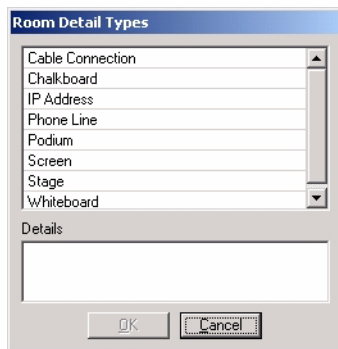 Room Detail Types
Cable Connection
Chalkboard
IP Address
Phone Line
Podium
Screen
Stage
Whiteboard
Details
OK Cancel